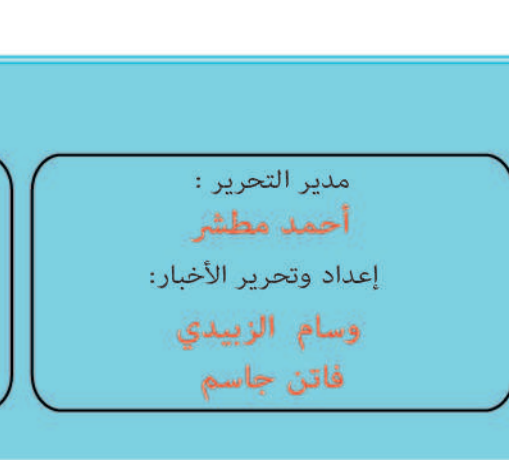 مدير التحرير :
أحمد مطشر
إعداد وتحرير الأخبار:
وسام الزبيدي
فاتن جاسم